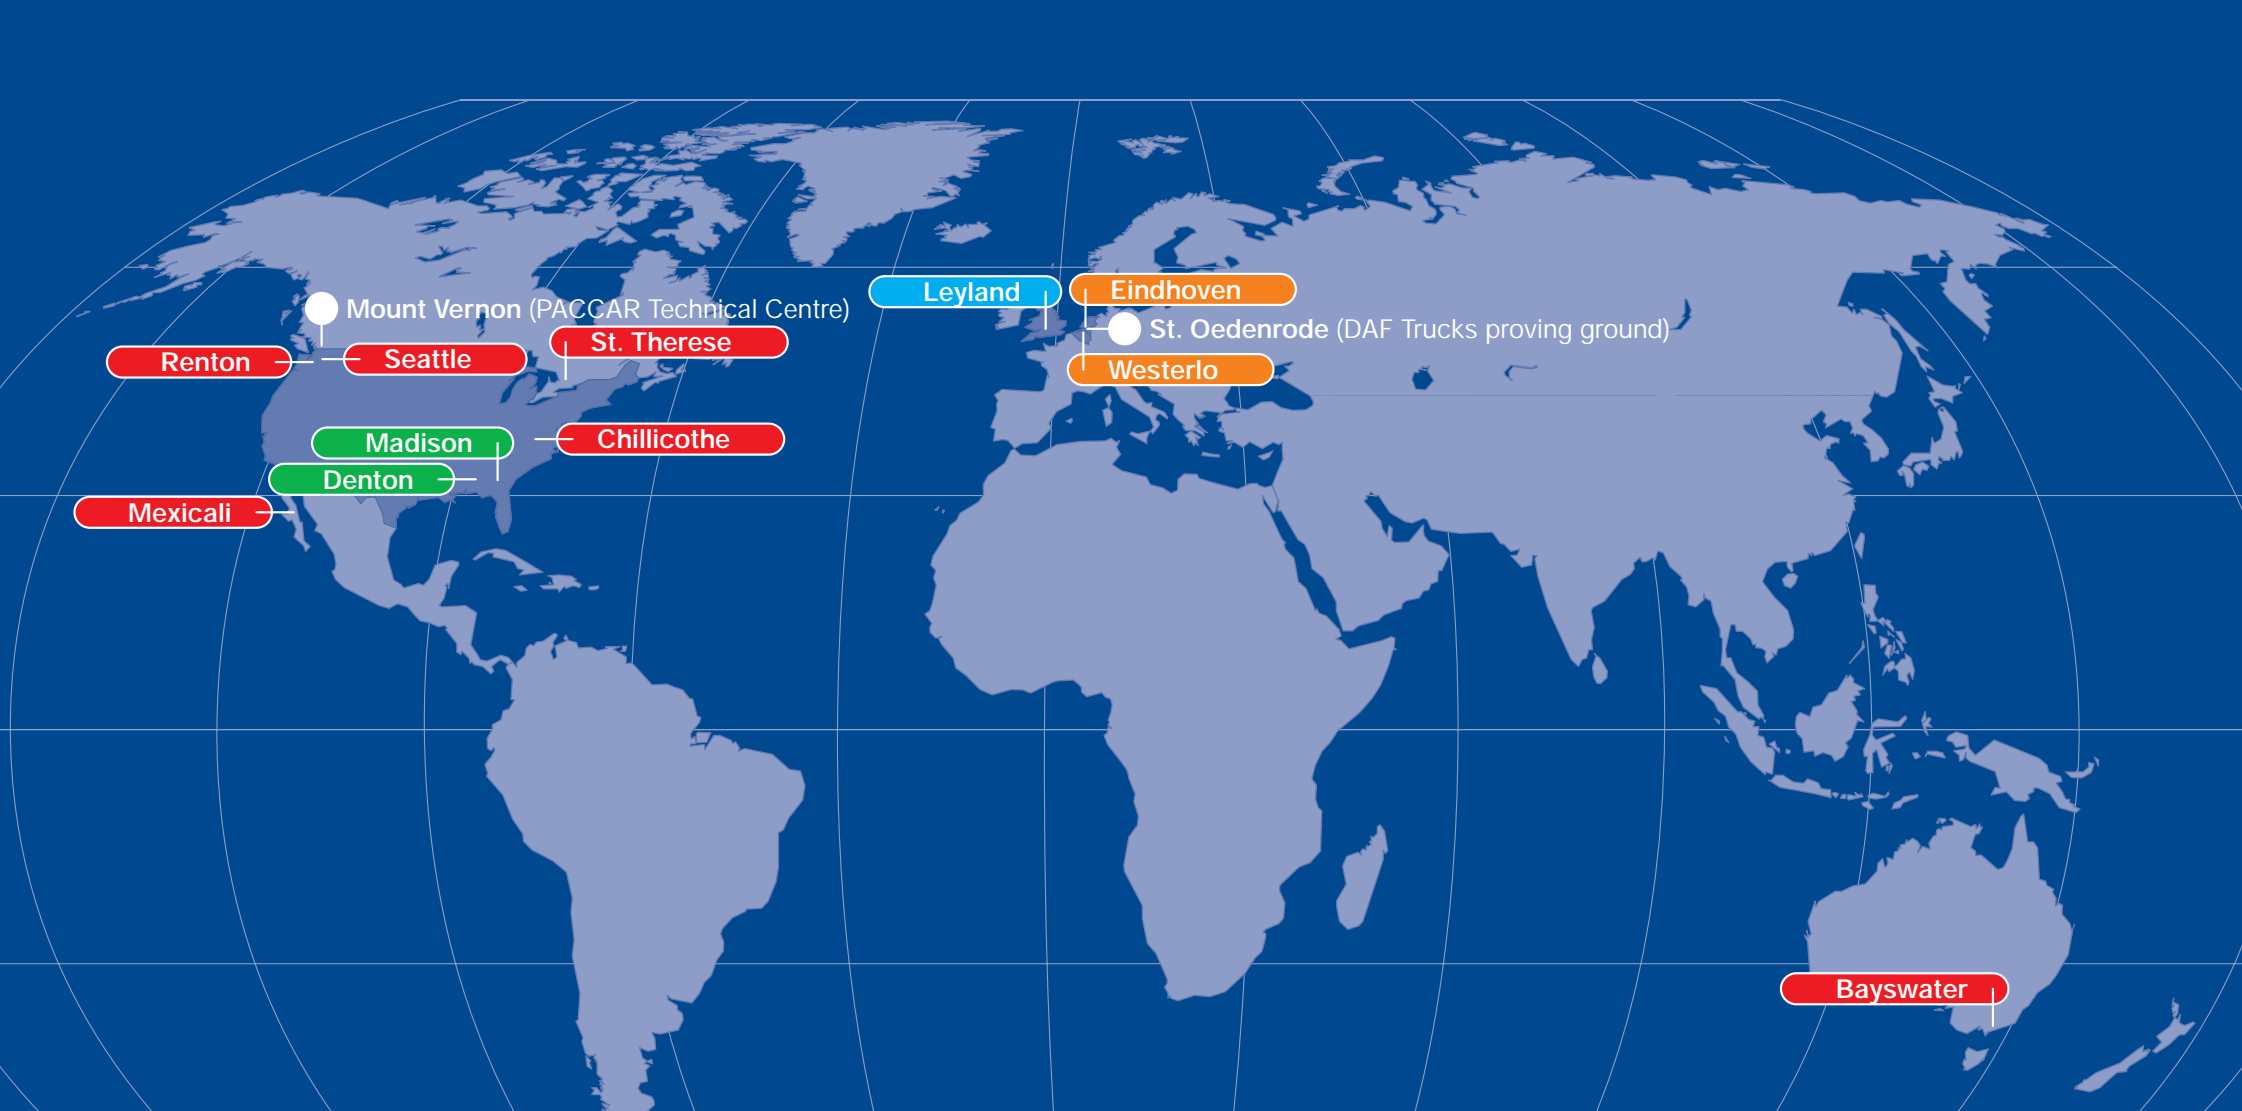 Leyland
Eindhoven
Mount Vernon (PACCAR Technical Centre)
St. Oedenrode (DAF Trucks proving ground)
St. Therese
Renton
Seattle
Westerlo
Madison
Chillicothe
Denton
Mexicali
Bayswater